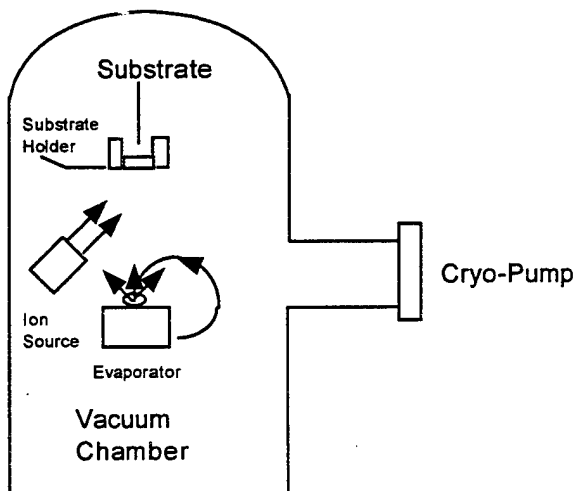 Substrate
Substrate
Holder
Cryo-Pump
Ion
Source
Evaporator
Vacuum
Chamber